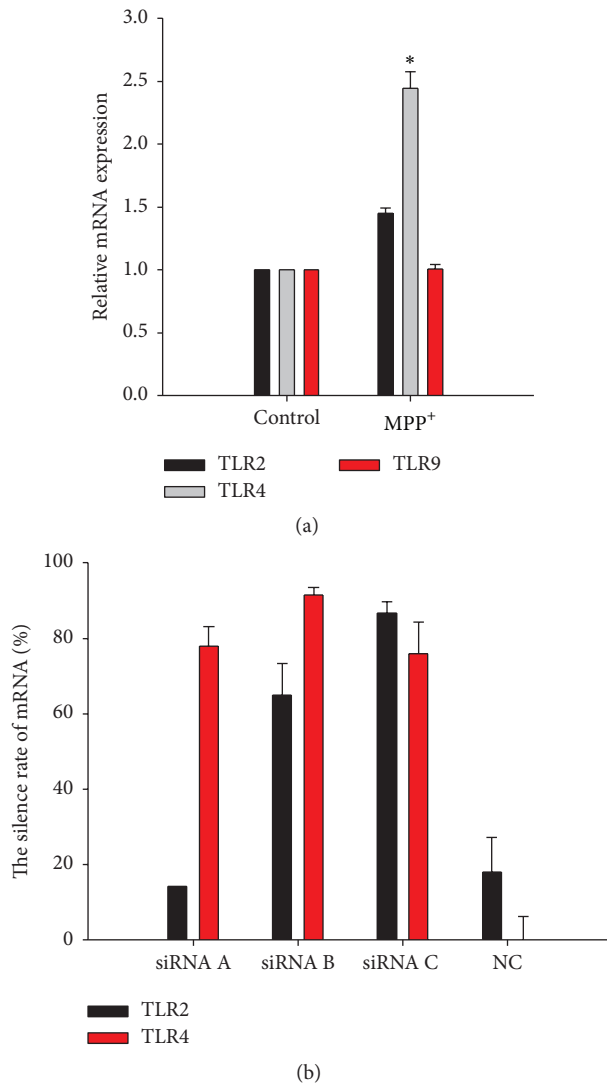 3.0
2.5
2.0
1.5
1.0
0.5
0.0
Relative mRNA expression
*
Control MPP+
TLR2 TLR9
TLR4
(a)
100
80
60
40
20
0
The silence rate of mRNA (%)
siRNA A siRNA B siRNA C NC
TLR2
TLR4
(b)